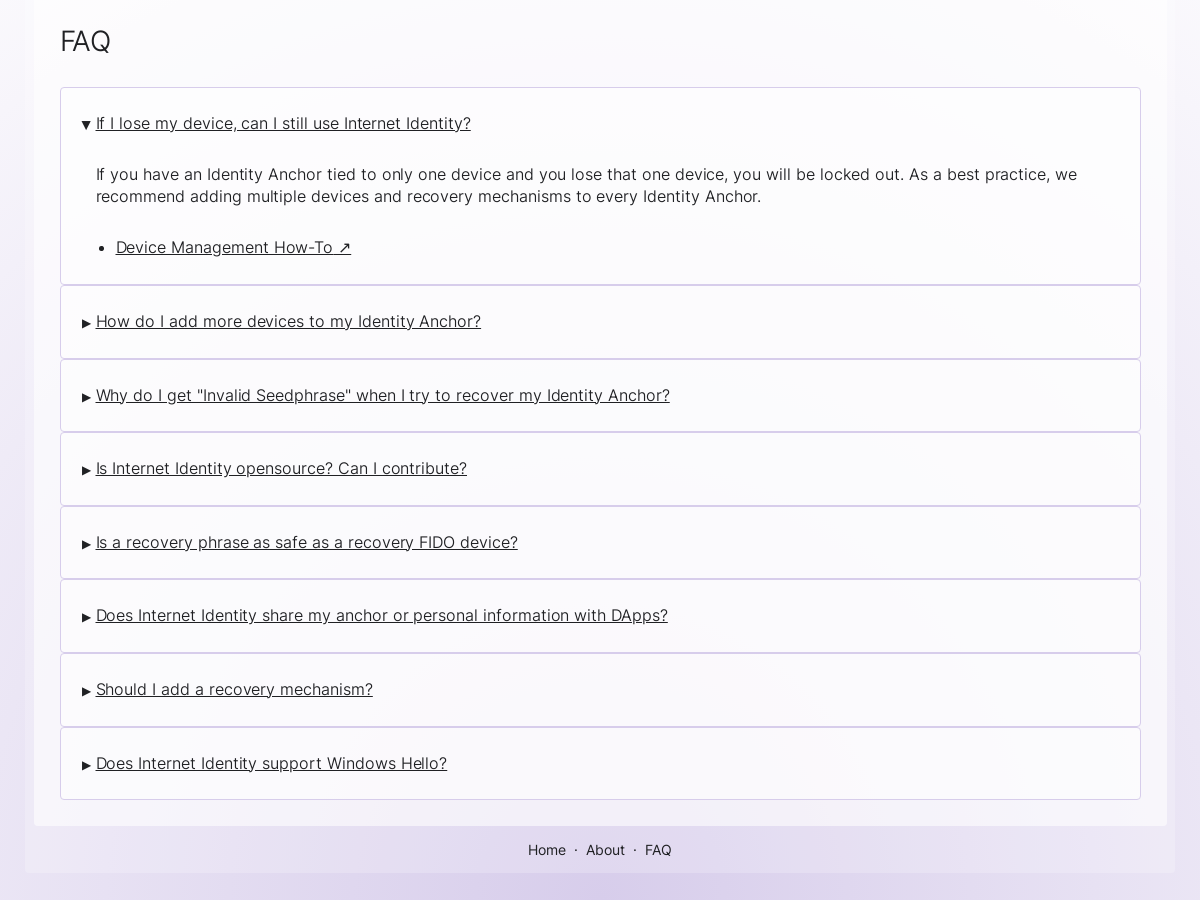 FAQ
▼ If I lose my device, can I still use Internet Identity?
If you have an Identity Anchor tied to only one device and you lose that one device, you will be locked out. As a best practice, we
recommend adding multiple devices and recovery mechanisms to every Identity Anchor.
• Device Management How-To ↗
▶ How do I add more devices to my Identity Anchor?
▶ Why do I get "Invalid Seedphrase" when I try to recover my Identity Anchor?
▶ Is Internet Identity opensource? Can I contribute?
▶ Is a recovery phrase as safe as a recovery FIDO device?
▶ Does Internet Identity share my anchor or personal information with DApps?
▶ Should I add a recovery mechanism?
▶ Does Internet Identity support Windows Hello?
Home · About · FAQ